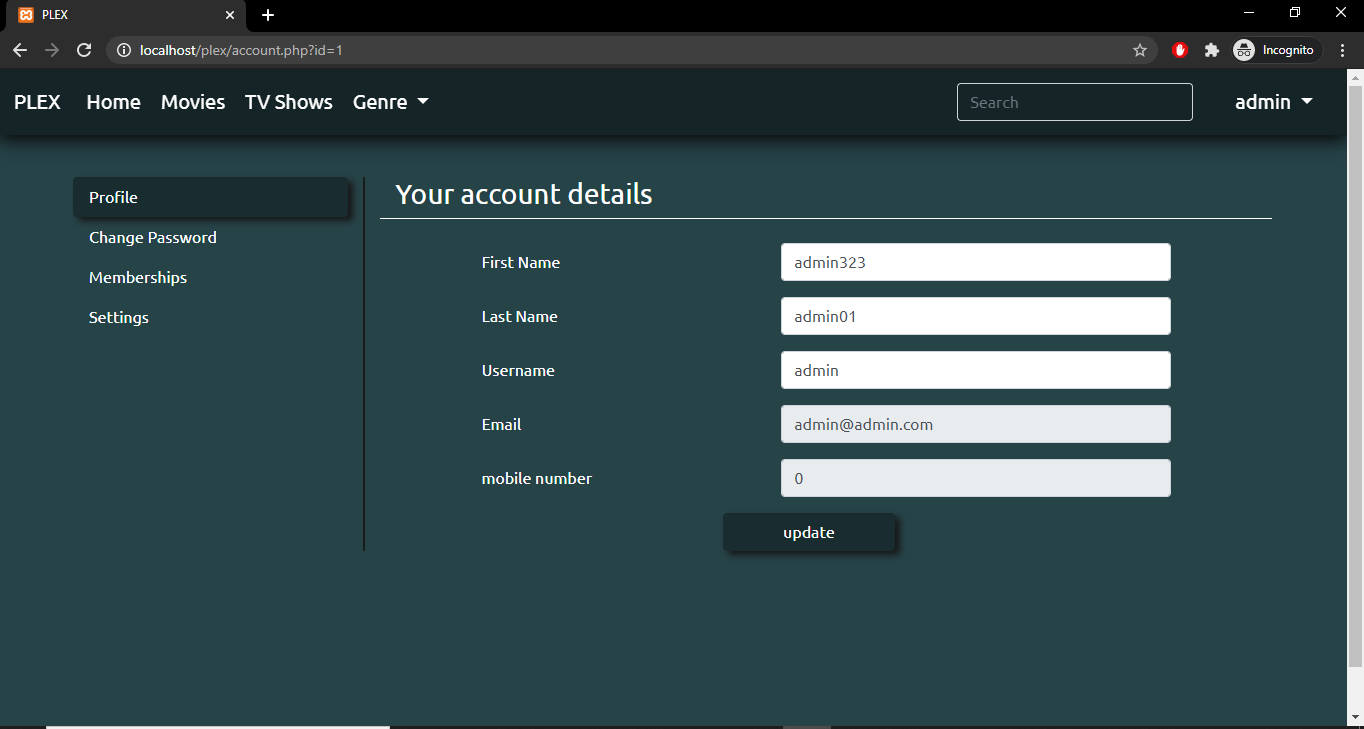 PLEX
localhost/plex/account.php?id=1
Incognito
PLEX Home Movies TV Shows Genre Search admin
Profile
Change Password
Memberships
Settings
Your account details
First Name admin323
Last Name admin01
Username admin
Email admin@admin.com
mobile number 0
update